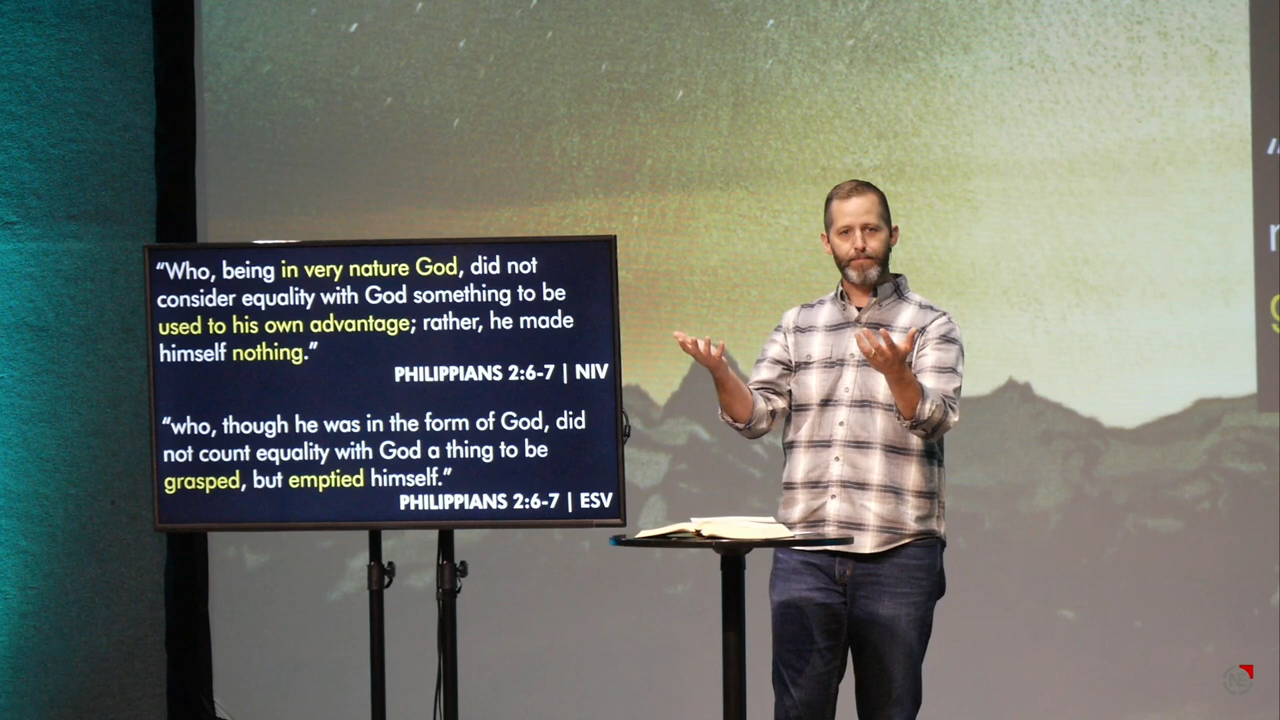 “Who, being in very nature God, did not
consider equality with God something to be
used to his own advantage; rather, he made
himself nothing.”
PHILIPPIANS 2:6-7 | NIV
“who, though he was in the form of God, did
not count equality with God a thing to be
grasped, but emptied himself.”
PHILIPPIANS 2:6-7 | ESV